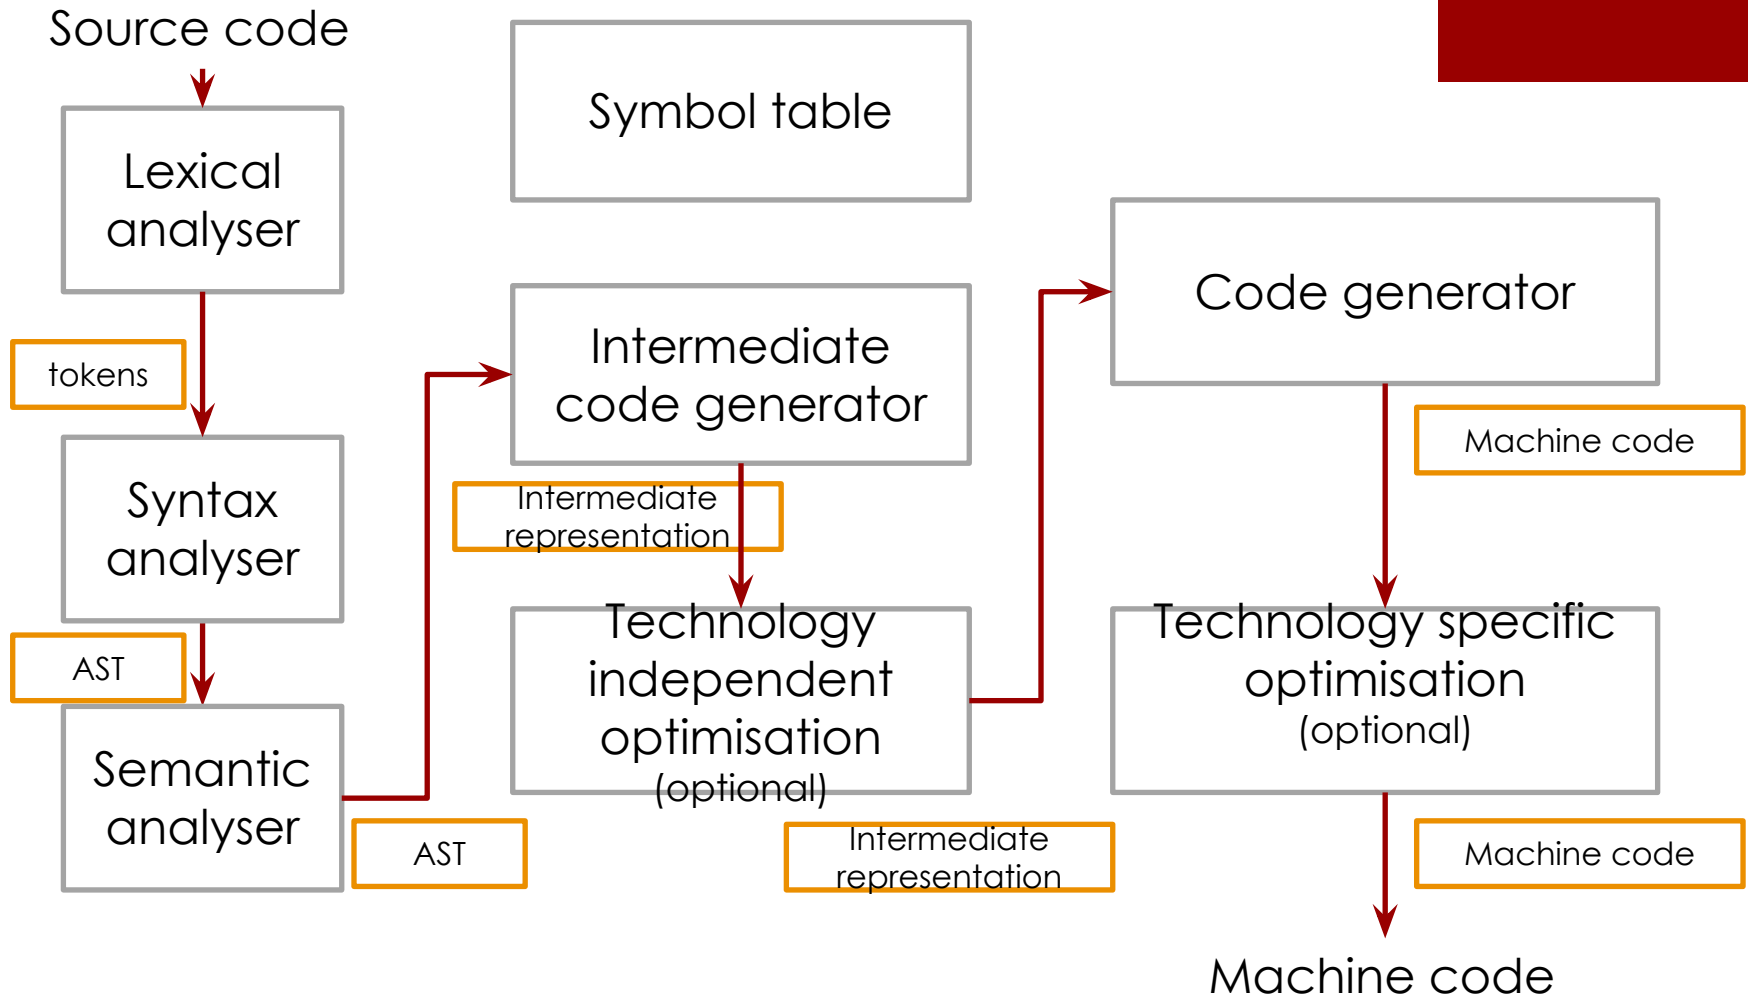 Source code
Lexical
analyser
tokens
Syntax
analyser
AST
Semantic
analyser
AST
Symbol table
Intermediate
code generator
Intermediate
representation
Technology
independent
optimisation
(optional)
Intermediate
representation
Code generator
Machine code
Technology specific
optimisation
(optional)
Machine code
Machine code